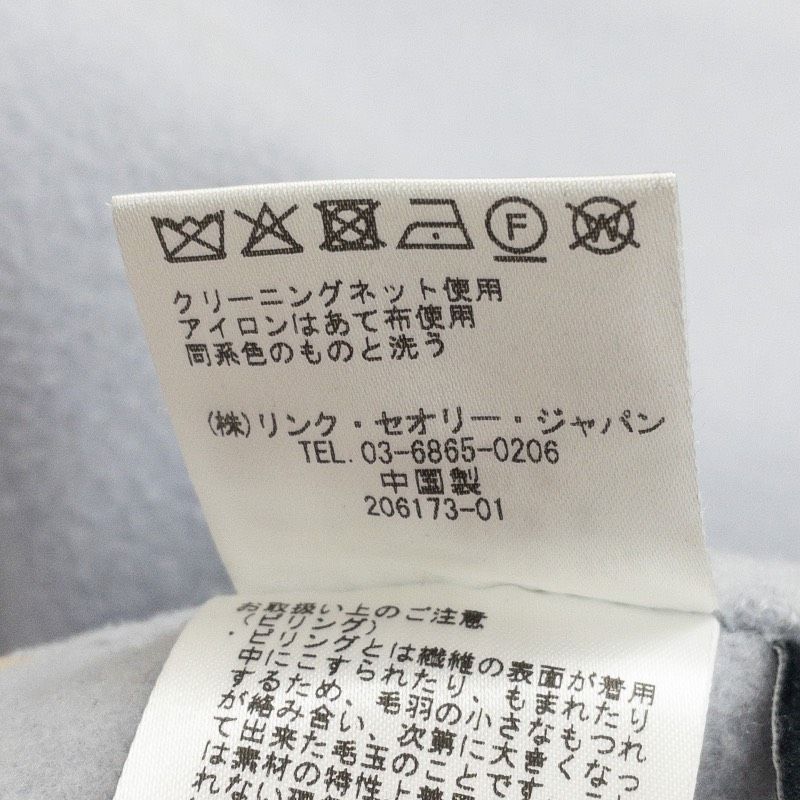 F
W
クリーニングネット使用
アイロンはあて布使用
同系色のものと洗う
(株)リンク・セオリー・ジャパン
TEL. 03-6865-0206
中国製
206173-01
お取扱い上のご注意
(ピリング)
・ピリングとは繊維の表面が着用
中にこすられたり、もまれたり
するため、毛羽の小さなもつれ
が絡み合い、次第に大きくなっ
て出来た毛玉のことです
は素材の特性上